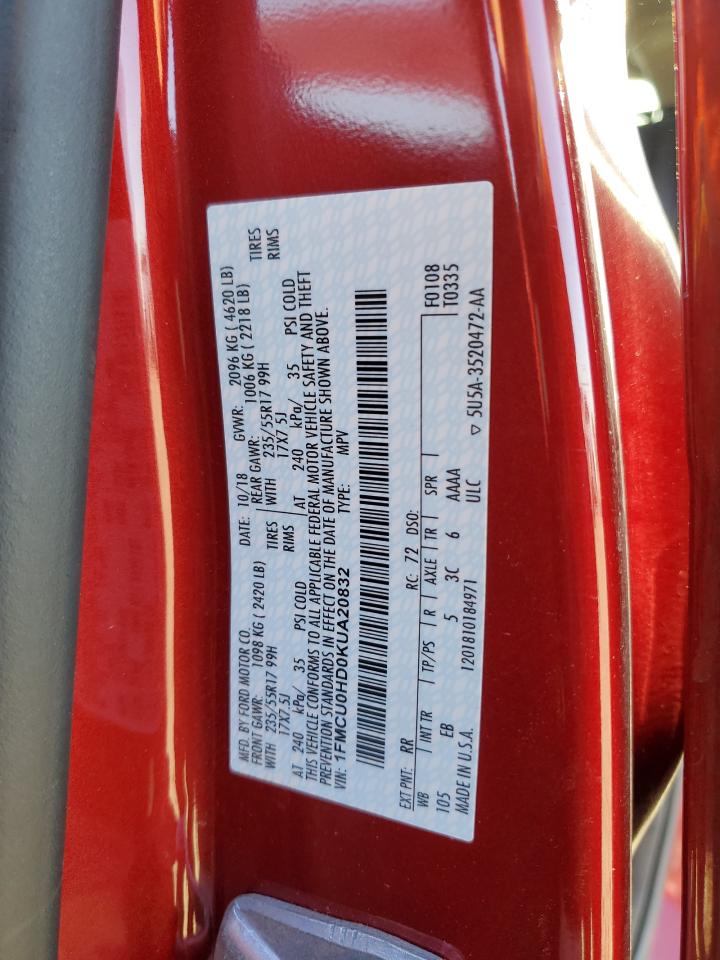 MFD. BY FORD MOTOR CO. DATE: 10/18 GVWR: 2096 KG ( 4620 LB)
FRONT GAWR: 1098 KG ( 2420 LB) REAR GAWR: 1006 KG ( 2218 LB)
WITH 235/55R17 99H TIRES WITH 235/55R17 99H TIRES
17X7.5J RIMS 17X7.5J RIMS
AT 240 kPa/ 35 PSI COLD AT 240 kPa/ 35 PSI COLD
THIS VEHICLE CONFORMS TO ALL APPLICABLE FEDERAL MOTOR VEHICLE SAFETY AND THEFT
PREVENTION STANDARDS IN EFFECT ON THE DATE OF MANUFACTURE SHOWN ABOVE.
VIN: 1FMCU0HD0KUA20832 TYPE: MPV
EXT PNT: RR RC: 72 DSO: F0108
WB INT TR TP/PS R AXLE TR SPR T0335
105 EB 5 3C 6 AAAA
MADE IN U.S.A. 1201810184971 ULC ▽ 5U5A-3520472-AA